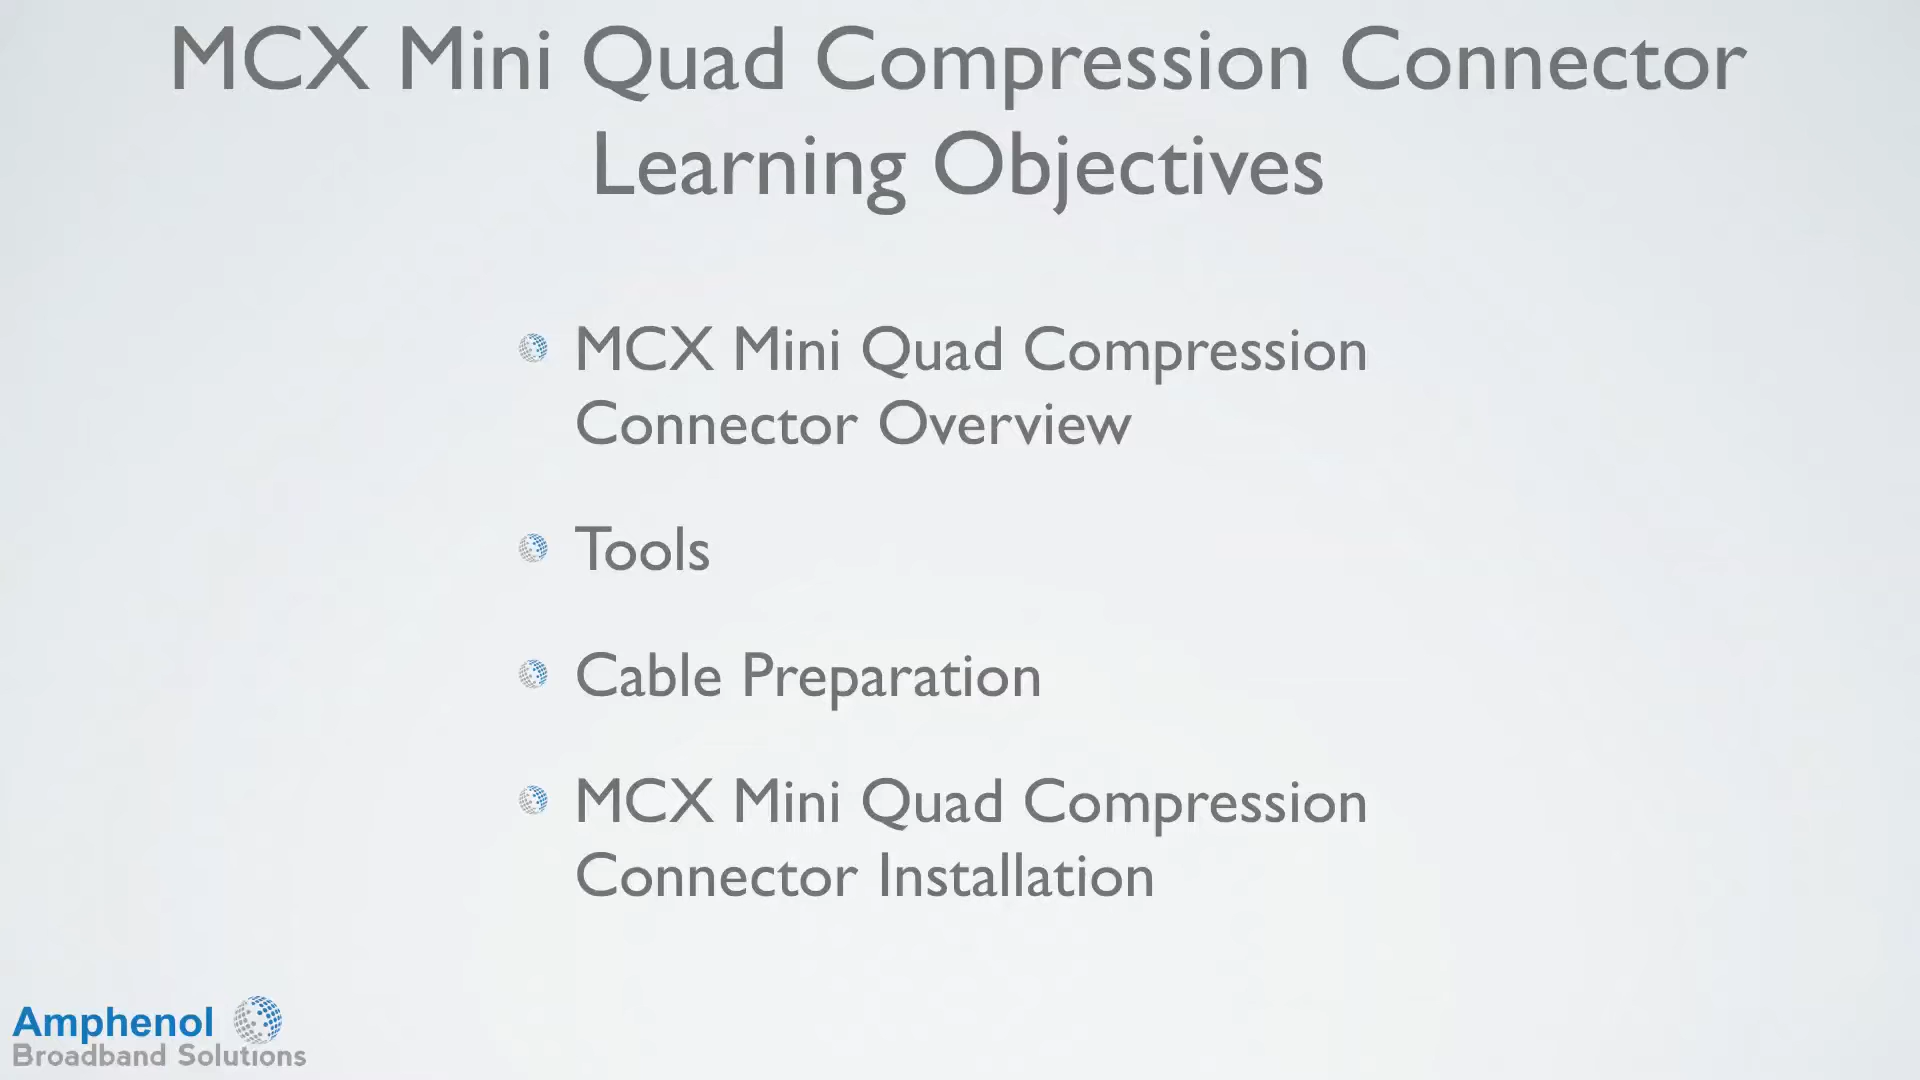 MCX Mini Quad Compression Connector
Learning Objectives
MCX Mini Quad Compression
Connector Overview
Tools
Cable Preparation
MCX Mini Quad Compression
Connector Installation
Amphenol
Broadband Solutions